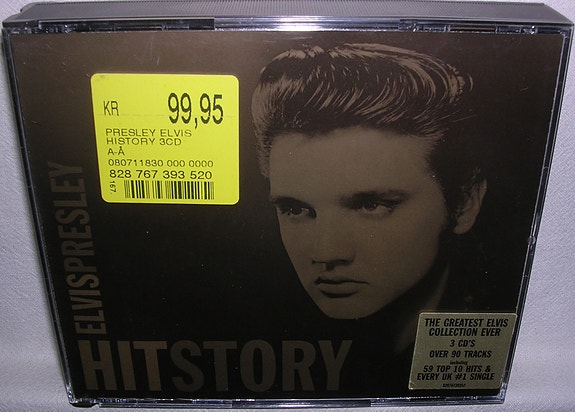 KR 99,95
PRESLEY ELVIS
HISTORY 3CD
A-Å
080711830 000 0000
828 767 393 520
167.
ELVISPRESLEY
HITSTORY
THE GREATEST ELVIS
COLLECTION EVER
3 CD'S
OVER 90 TRACKS
including
59 TOP 10 HITS &
EVERY UK #1 SINGLE